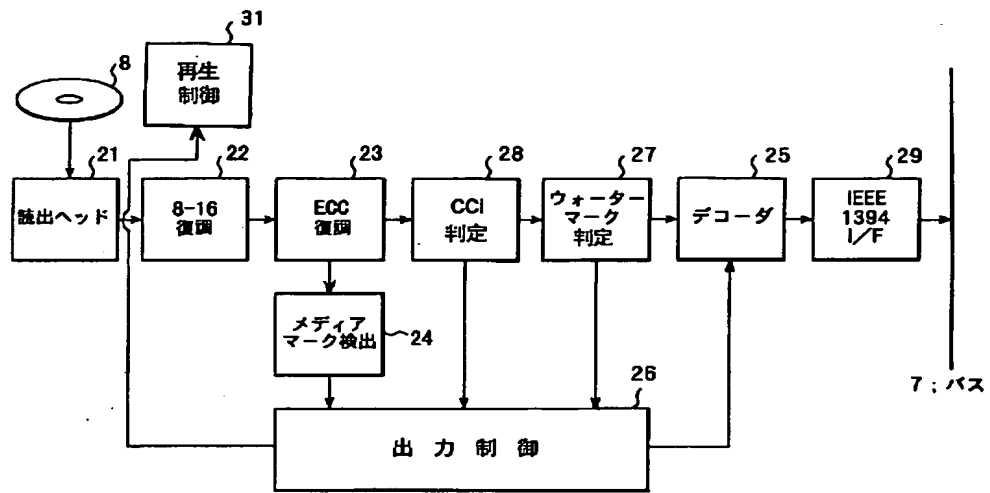 31
再生
制御
8
21
22
23
28
27
25
29
読出ヘッド
8-16
復調
ECC
復調
CCI
判定
ウォーター
マーク
判定
デコーダ
IEEE
1394
I/F
メディア
マーク検出
24
26
出力制御
7;バス